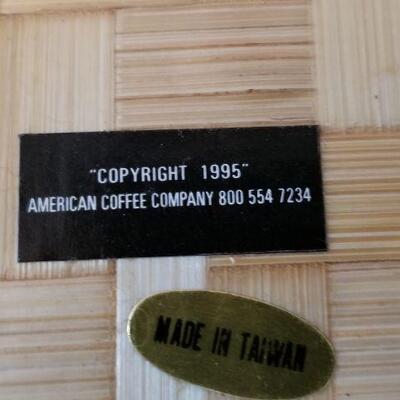 "COPYRIGHT 1995"
AMERICAN COFFEE COMPANY 800 554 7234
MADE IN TAIWAN